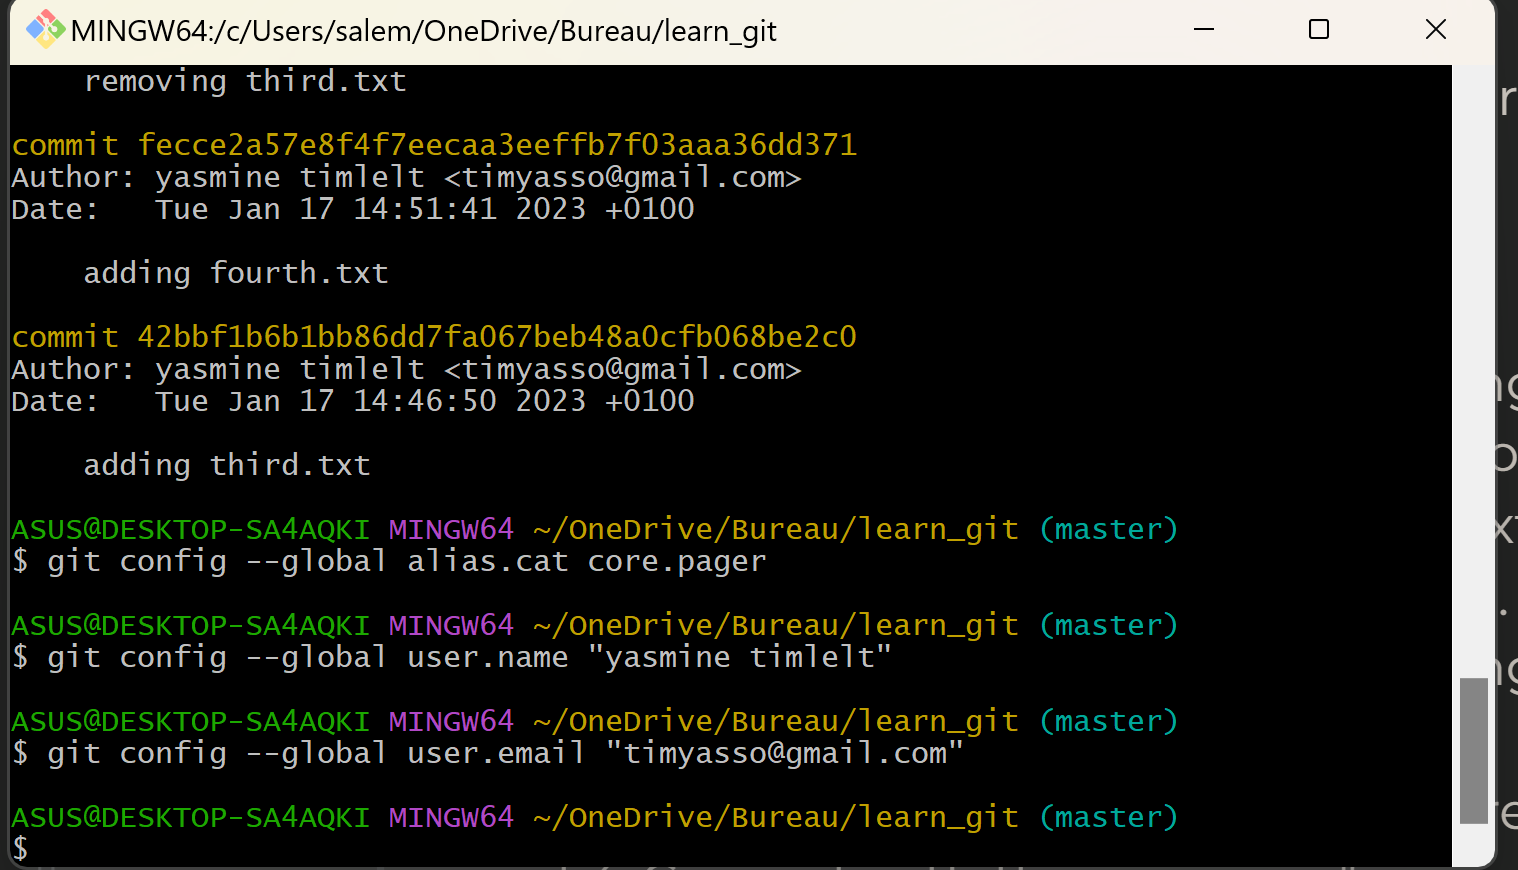 MINGW64:/c/Users/salem/OneDrive/Bureau/learn_git
removing third.txt
commit fecce2a57e8f4f7eecaa3eeffb7f03aaa36dd371
Author: yasmine timlelt <timyasso@gmail.com>
Date:   Tue Jan 17 14:51:41 2023 +0100
adding fourth.txt
commit 42bbf1b6b1bb86dd7fa067beb48a0cfb068be2c0
Author: yasmine timlelt <timyasso@gmail.com>
Date:   Tue Jan 17 14:46:50 2023 +0100
adding third.txt
ASUS@DESKTOP-SA4AQKI MINGW64 ~/OneDrive/Bureau/learn_git (master)
$ git config --global alias.cat core.pager
ASUS@DESKTOP-SA4AQKI MINGW64 ~/OneDrive/Bureau/learn_git (master)
$ git config --global user.name "yasmine timlelt"
ASUS@DESKTOP-SA4AQKI MINGW64 ~/OneDrive/Bureau/learn_git (master)
$ git config --global user.email "timyasso@gmail.com"
ASUS@DESKTOP-SA4AQKI MINGW64 ~/OneDrive/Bureau/learn_git (master)
$